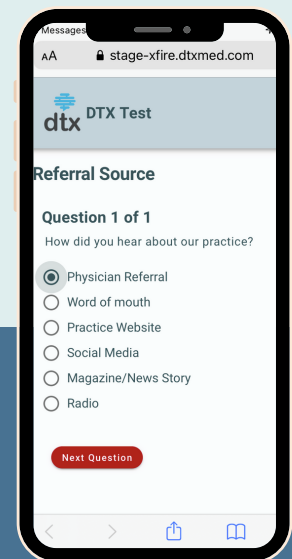 Messages
AA stage-xfire.dtxmed.com
dtx DTX Test
Referral Source
Question 1 of 1
How did you hear about our practice?
Physician Referral
Word of mouth
Practice Website
Social Media
Magazine/News Story
Radio
Next Question